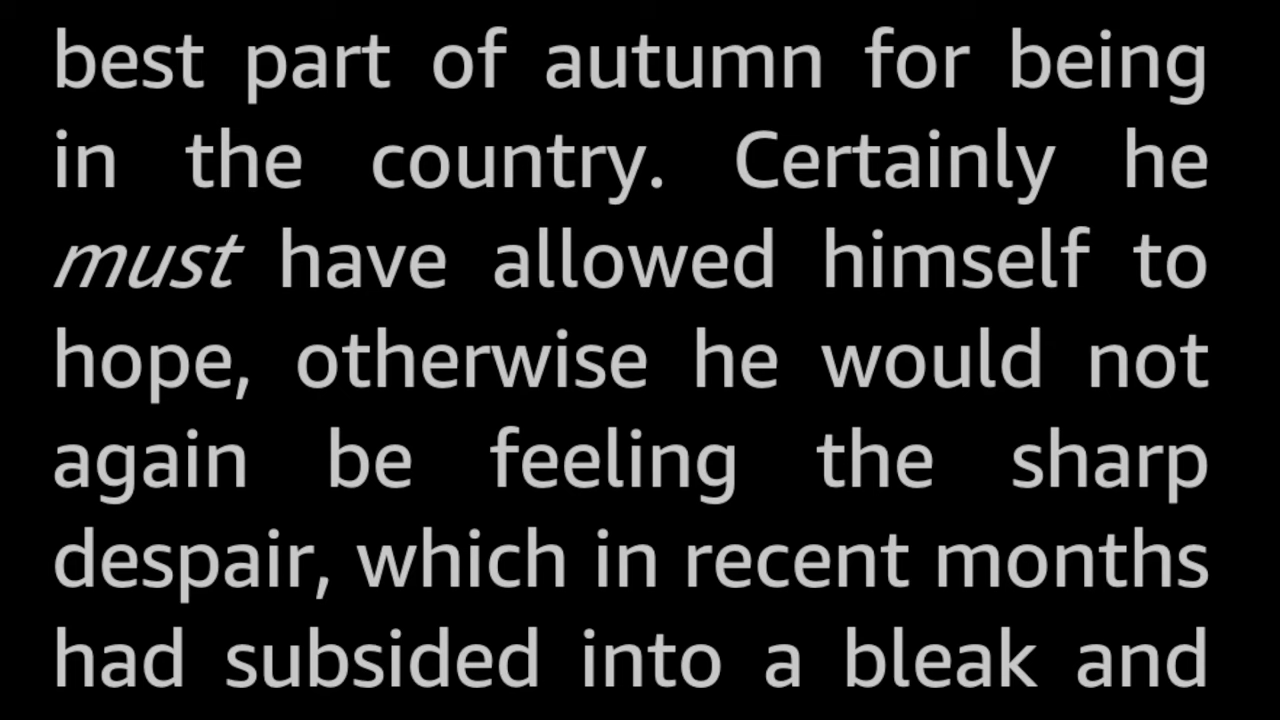 best part of autumn for being
in the country. Certainly he
must have allowed himself to
hope, otherwise he would not
again be feeling the sharp
despair, which in recent months
had subsided into a bleak and